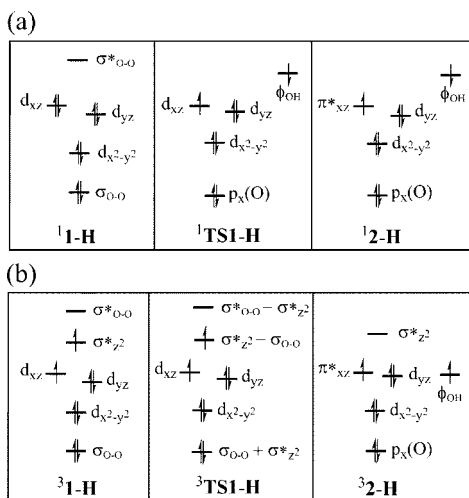 (a)
σ*O-O
dxz
dyz
dx²-y²
σO-O
¹1-H
dxz
ϕOH
dyz
dx²-y²
px(O)
¹TS1-H
π*xz
ϕOH
dyz
dx²-y²
px(O)
¹2-H
(b)
σ*O-O
σ*z²
dxz
dyz
dx²-y²
σO-O
³1-H
σ*O-O − σ*z²
σ*z² − σO-O
dxz
dyz
dx²-y²
σO-O + σ*z²
³TS1-H
σ*z²
π*xz
dyz
ϕOH
dx²-y²
px(O)
³2-H